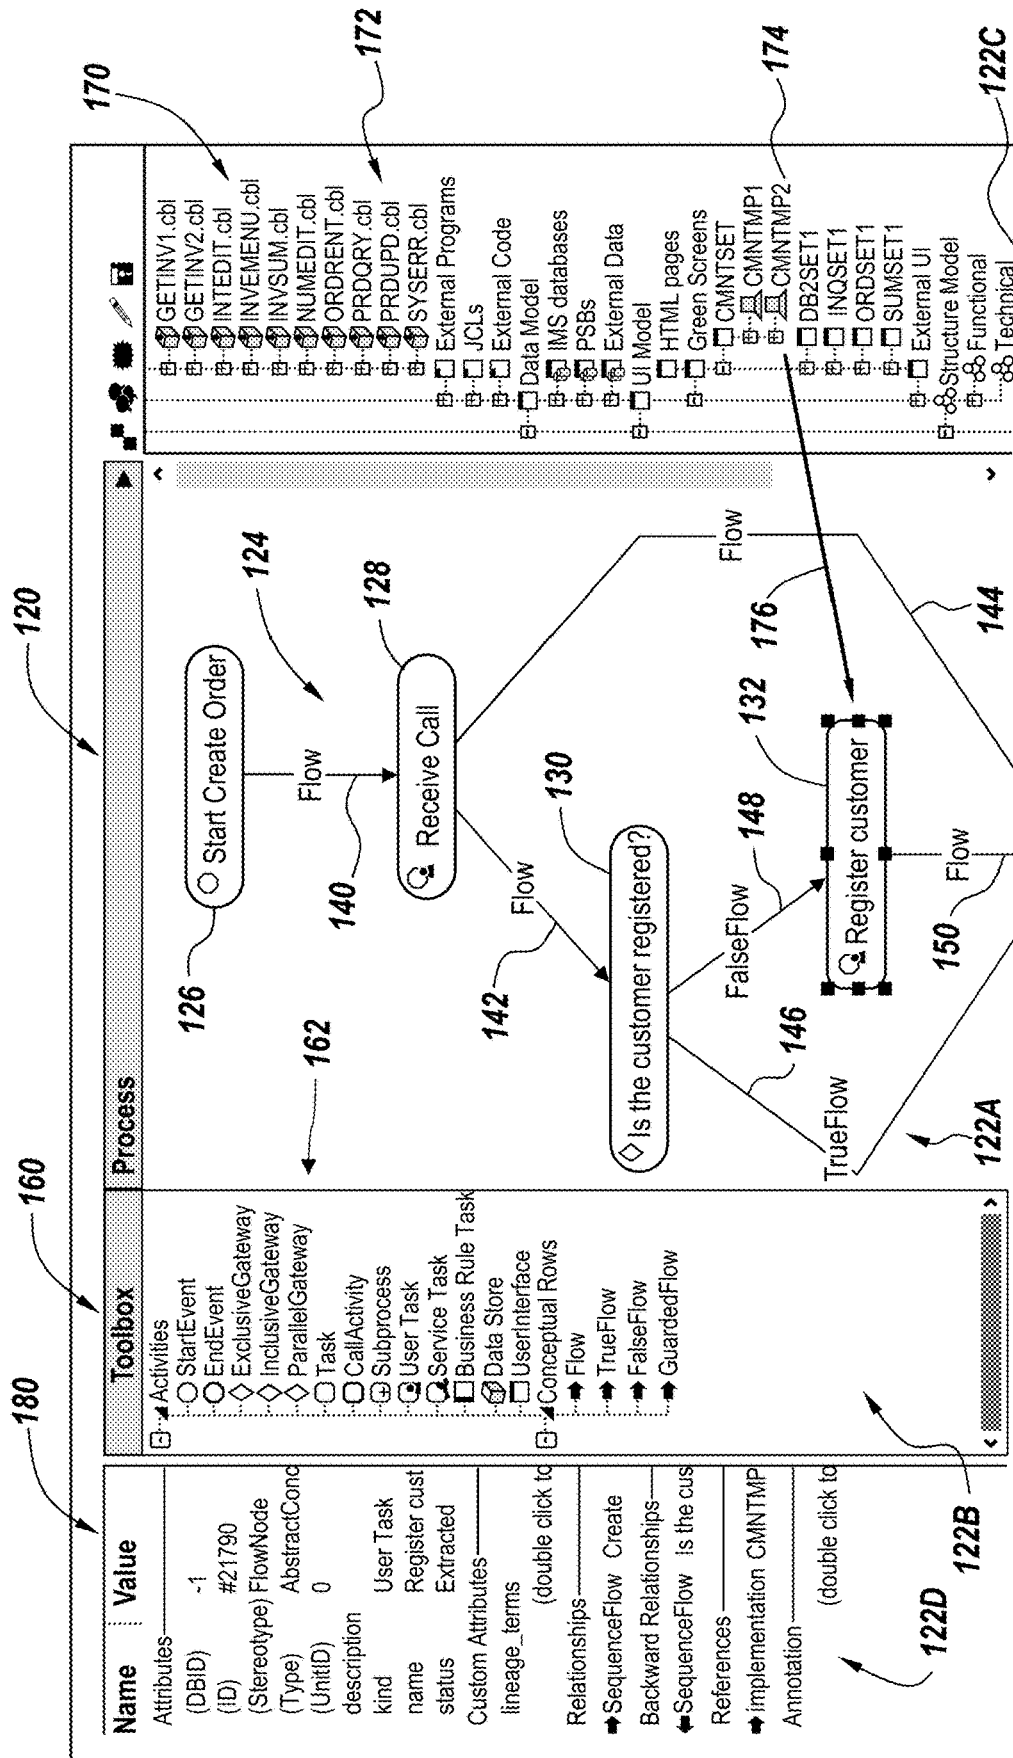 120
180
160
Name Value
Attributes
(DBID) -1
(ID) #21790
(Stereotype) FlowNode
(Type) AbstractConc
(UnitID) 0
description
kind User Task
name Register cust
status Extracted
Custom Attributes
lineage_terms
(double click to
Relationships
SequenceFlow Create
Backward Relationships
SequenceFlow Is the cus
References
implementation CMNTMP
Annotation
(double click to
122D
Toolbox
Activities
StartEvent
EndEvent
ExclusiveGateway
InclusiveGateway
ParallelGateway
Task
CallActivity
Subprocess
User Task
Service Task
Business Rule Task
Data Store
UserInterface
Conceptual Rows
Flow
TrueFlow
FalseFlow
GuardedFlow
162
122B
Process
Start Create Order
126
124
Flow
140
Receive Call
128
Flow
142
130
Is the customer registered?
FalseFlow
148
146
TrueFlow
132
Register customer
176
Flow
144
Flow
150
122A
170
GETINV1.cbl
GETINV2.cbl
INTEDIT.cbl
INVEMENU.cbl
INVSUM.cbl
NUMEDIT.cbl
ORDRENT.cbl
PRDQRY.cbl
PRDUPD.cbl
SYSERR.cbl
172
External Programs
JCLs
External Code
Data Model
IMS databases
PSBs
External Data
UI Model
HTML pages
Green Screens
CMNTSET
CMNTMP1
CMNTMP2
174
DB2SET1
INQSET1
ORDSET1
SUMSET1
External UI
Structure Model
Functional
Technical
122C